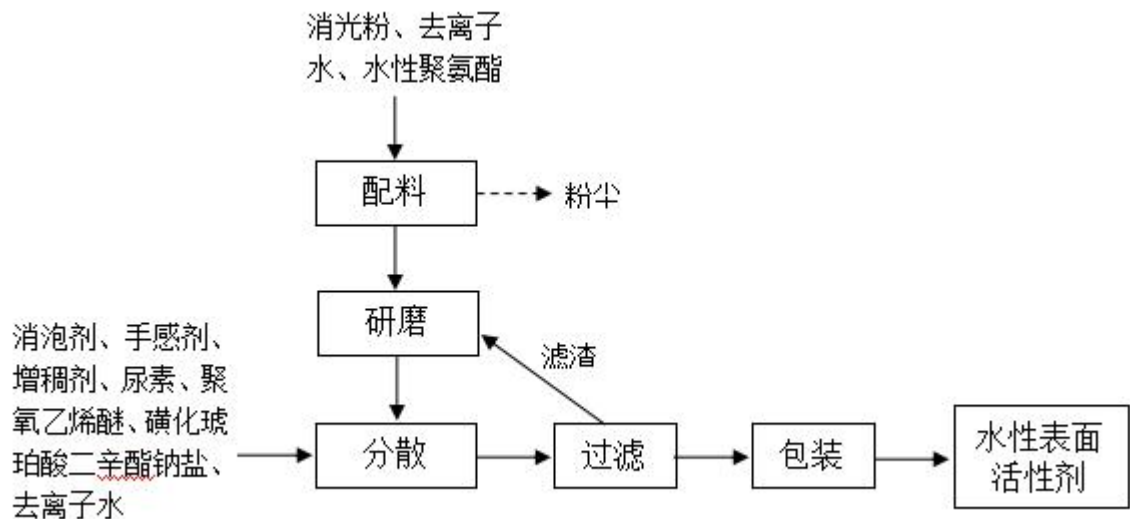 消光粉、去离子
水、水性聚氨酯
配料
粉尘
研磨
滤渣
消泡剂、手感剂、
增稠剂、尿素、聚
氧乙烯醚、磺化琥
珀酸二辛酯钠盐、
去离子水
分散
过滤
包装
水性表面
活性剂